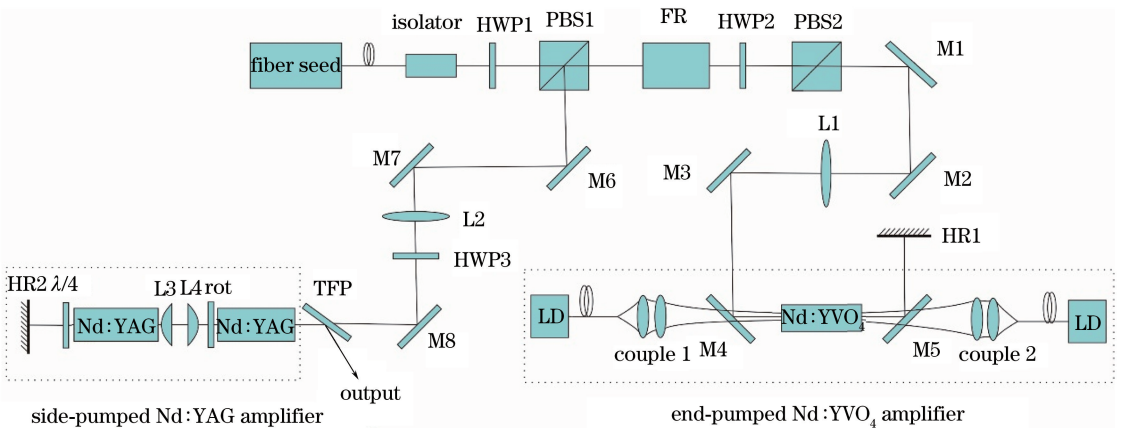 fiber seed
isolator
HWP1
PBS1
FR
HWP2
PBS2
M1
M2
L1
M3
M6
M7
L2
HWP3
M8
TFP
output
HR2 λ/4
L3 L4 rot
Nd:YAG
Nd:YAG
side-pumped Nd:YAG amplifier
HR1
LD
couple 1
M4
Nd:YVO₄
M5
couple 2
LD
end-pumped Nd:YVO₄ amplifier